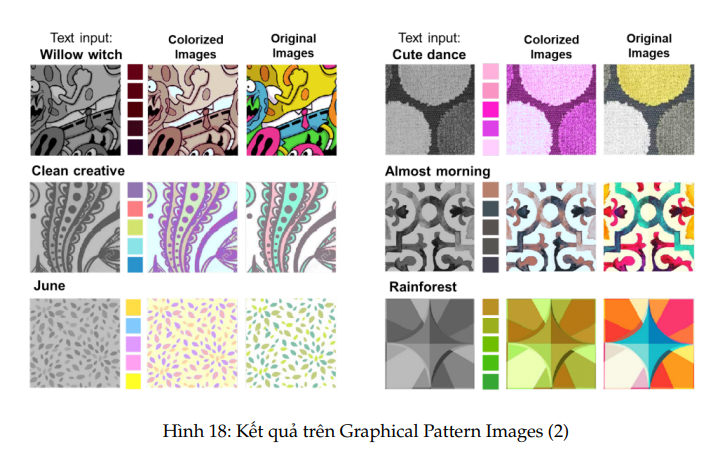 Text input:
Willow witch
Colorized
Images
Original
Images
Clean creative
June
Text input:
Cute dance
Colorized
Images
Original
Images
Almost morning
Rainforest
Hình 18: Kết quả trên Graphical Pattern Images (2)